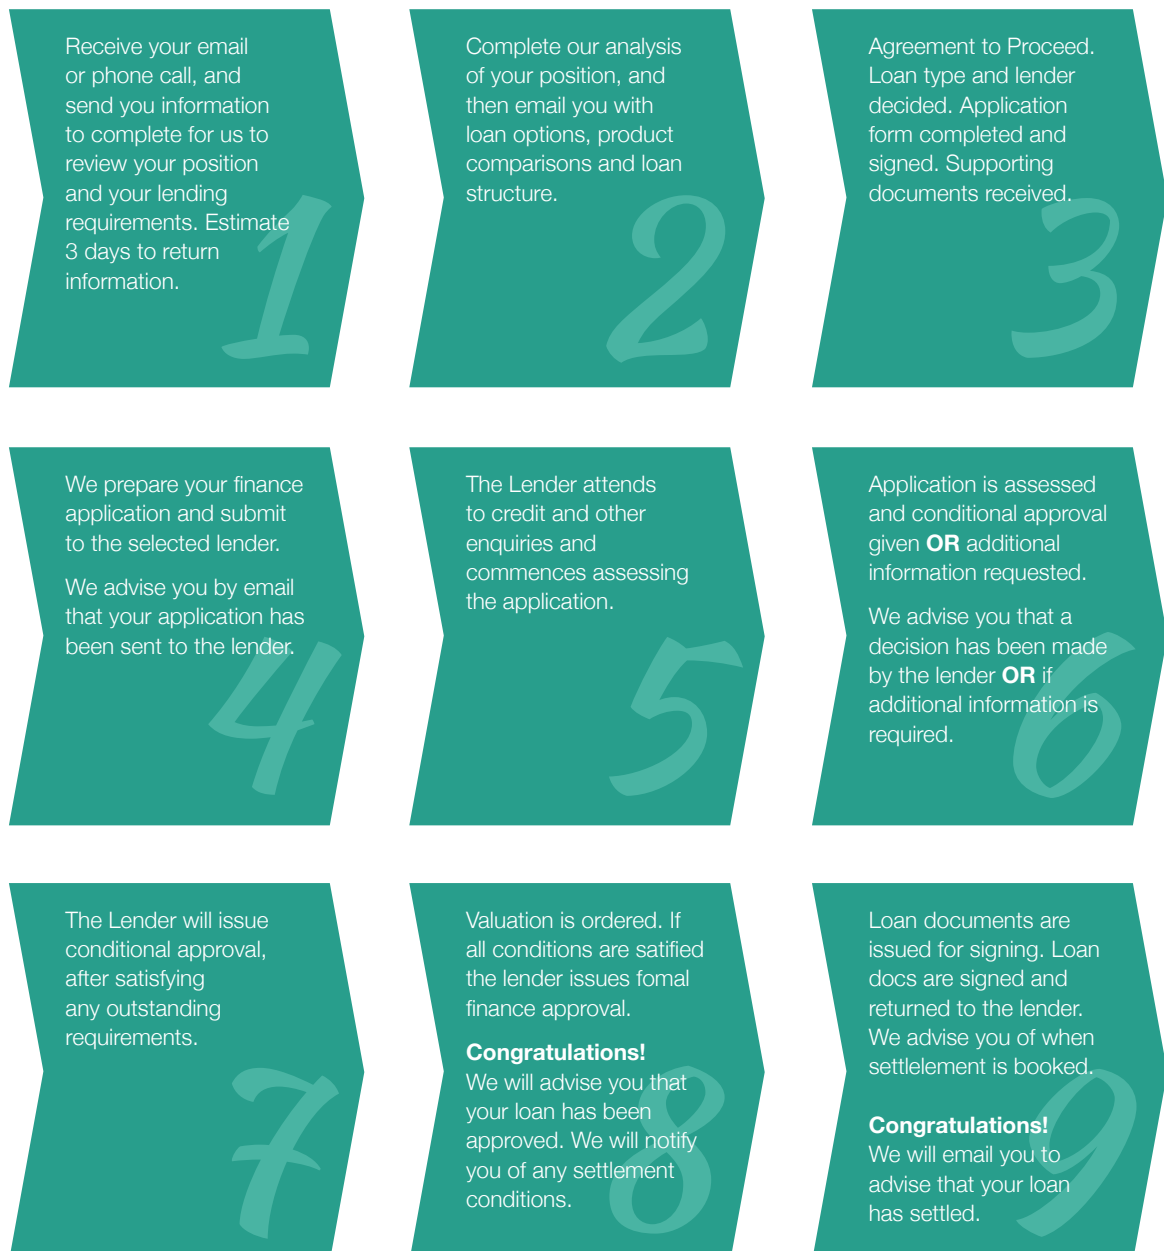 Receive your email
or phone call, and
send you information
to complete for us to
review your position
and your lending
requirements. Estimate
3 days to return
information.
1
Complete our analysis
of your position, and
then email you with
loan options, product
comparisons and loan
structure.
2
Agreement to Proceed.
Loan type and lender
decided. Application
form completed and
signed. Supporting
documents received.
3
We prepare your finance
application and submit
to the selected lender.
We advise you by email
that your application has
been sent to the lender.
4
The Lender attends
to credit and other
enquiries and
commences assessing
the application.
5
Application is assessed
and conditional approval
given OR additional
information requested.
We advise you that a
decision has been made
by the lender OR if
additional information is
required.
6
The Lender will issue
conditional approval,
after satisfying
any outstanding
requirements.
7
Valuation is ordered. If
all conditions are satified
the lender issues fomal
finance approval.
Congratulations!
We will advise you that
your loan has been
approved. We will notify
you of any settlement
conditions.
8
Loan documents are
issued for signing. Loan
docs are signed and
returned to the lender.
We advise you of when
settlelement is booked.
Congratulations!
We will email you to
advise that your loan
has settled.
9